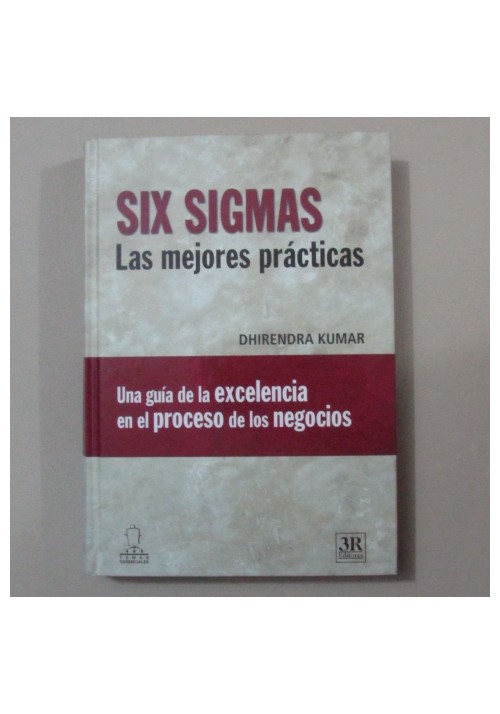 SIX SIGMAS
Las mejores prácticas
DHIRENDRA KUMAR
Una guía de la excelencia
en el proceso de los negocios
3R
Editores